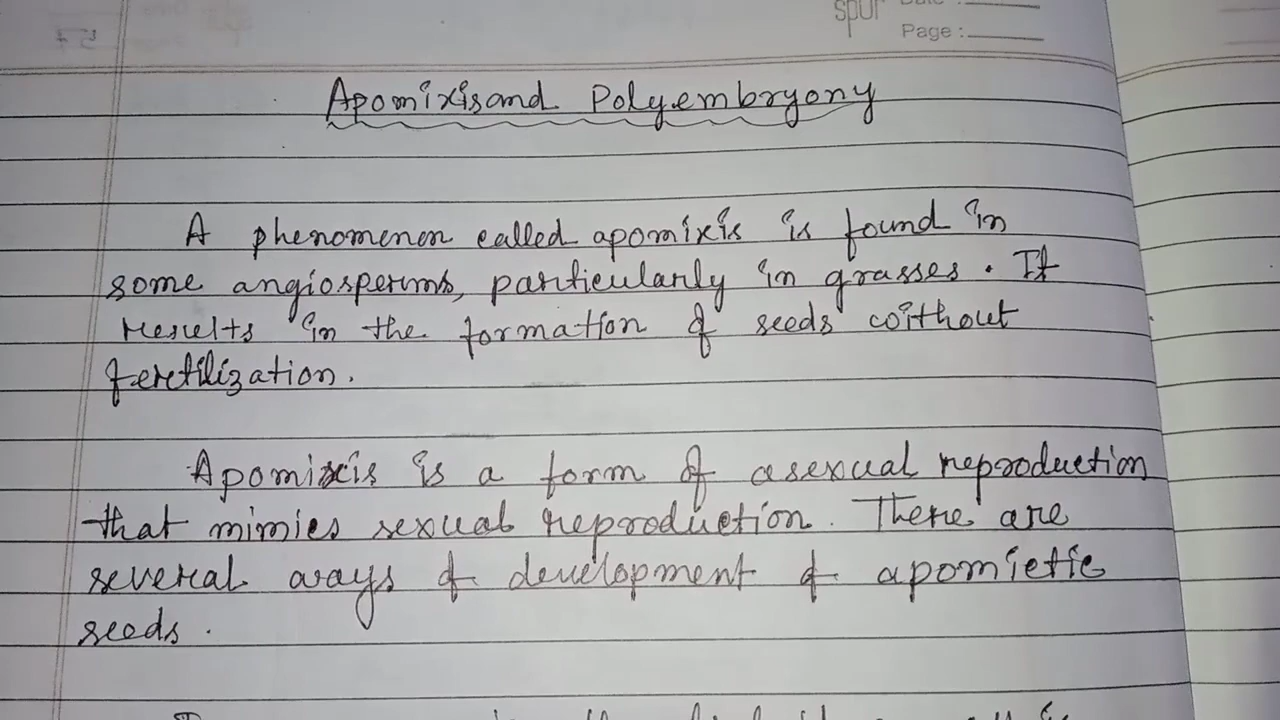 spur Date :
Page :
Apomixis and Polyembryony
A phenomenon called apomixis is found in
some angiosperms, particularly in grasses. It
results in the formation of seeds without
fertilization.
Apomixis is a form of asexual reproduction
that mimics sexual reproduction. There are
several ways of development of apomictic
seeds.